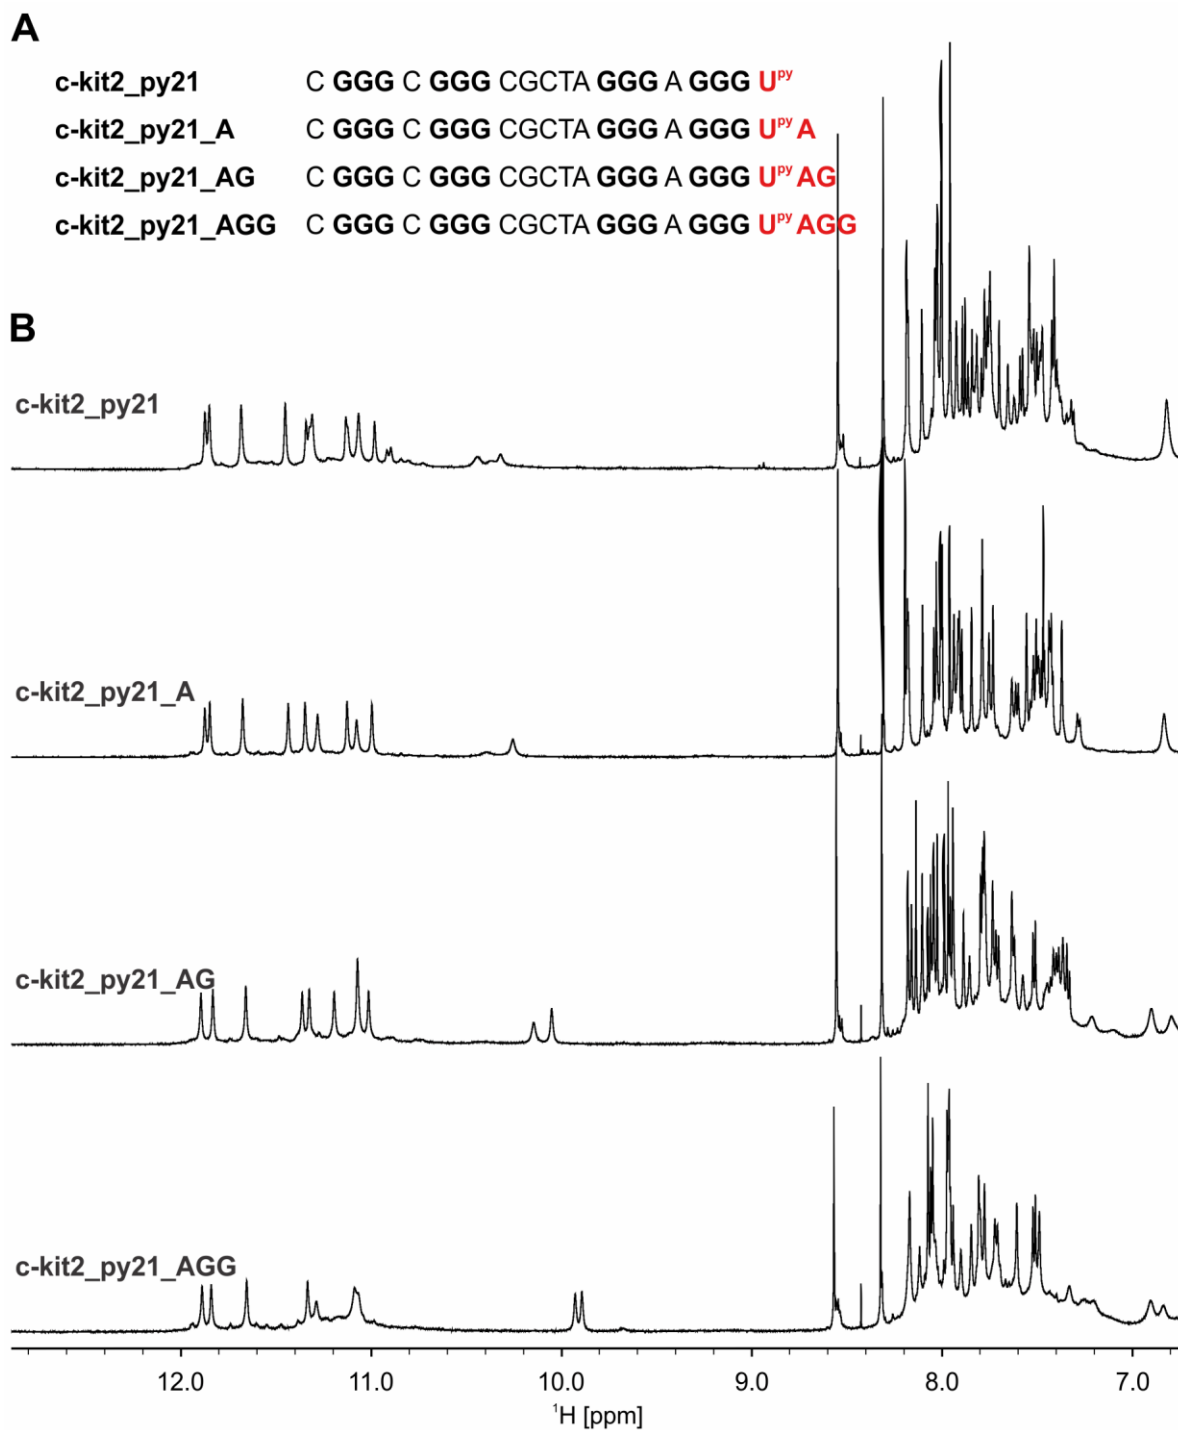 A
c-kit2_py21 C GGG C GGG CGCTA GGG A GGG Uᵖʸ
c-kit2_py21_A C GGG C GGG CGCTA GGG A GGG Uᵖʸ A
c-kit2_py21_AG C GGG C GGG CGCTA GGG A GGG Uᵖʸ AG
c-kit2_py21_AGG C GGG C GGG CGCTA GGG A GGG Uᵖʸ AGG
B
c-kit2_py21
c-kit2_py21_A
c-kit2_py21_AG
c-kit2_py21_AGG
12.0 11.0 10.0 9.0 8.0 7.0
¹H [ppm]